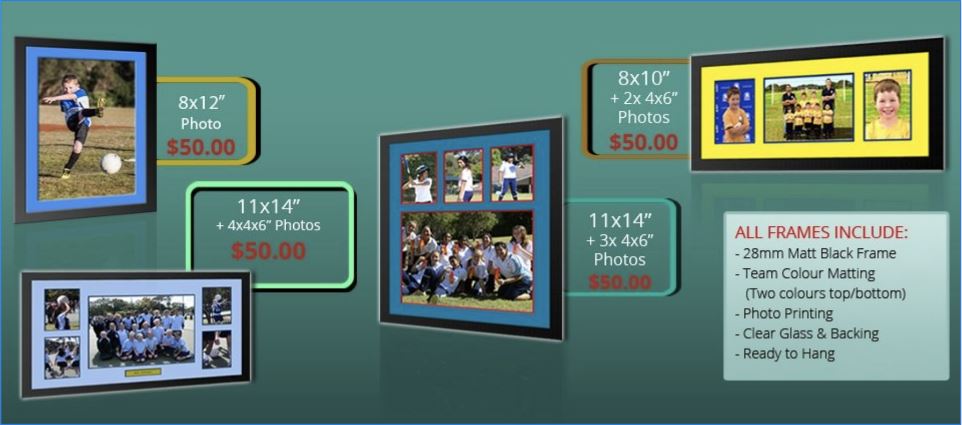 8x12”
Photo
$50.00
11x14”
+ 4x4x6” Photos
$50.00
8x10”
+ 2x 4x6”
Photos
$50.00
11x14”
+ 3x 4x6”
Photos
$50.00
ALL FRAMES INCLUDE:
- 28mm Matt Black Frame
- Team Colour Matting
(Two colours top/bottom)
- Photo Printing
- Clear Glass & Backing
- Ready to Hang